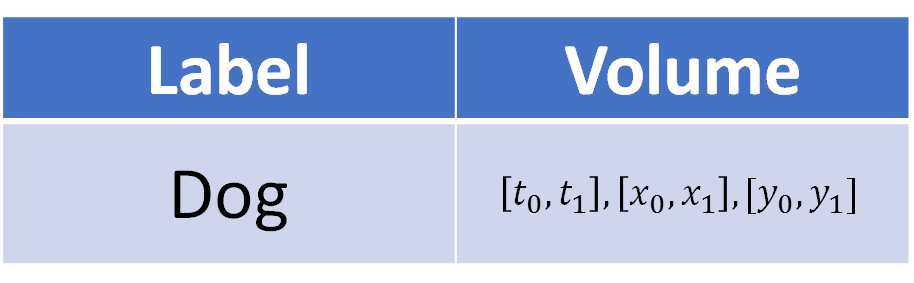 Label Volume
Dog [t₀, t₁], [x₀, x₁], [y₀, y₁]